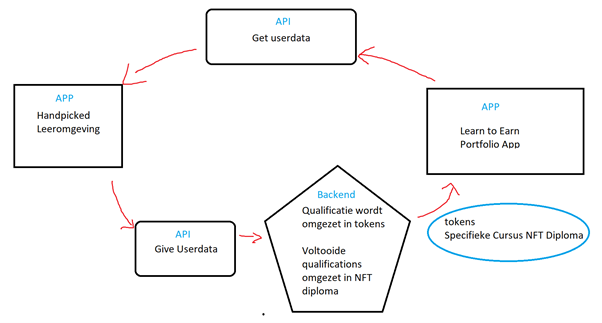 API
Get userdata
APP
Handpicked
Leeromgeving
APP
Learn to Earn
Portfolio App
API
Give Userdata
Backend
Qualificatie wordt
omgezet in tokens
Voltooide
qualifications
omgezet in NFT
diploma
tokens
Specifieke Cursus NFT Diploma